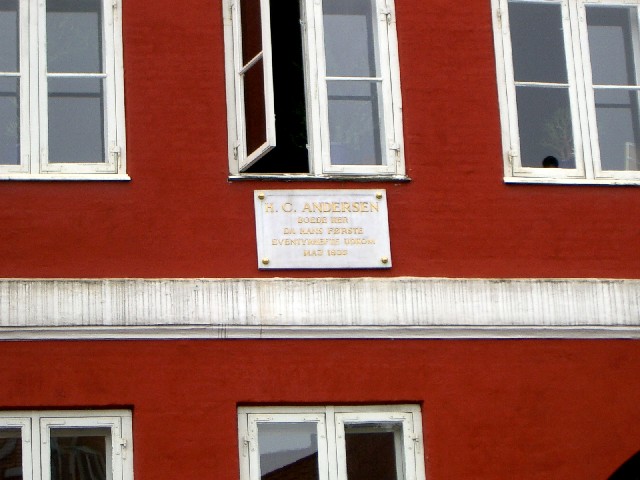 H. C. ANDERSEN
BOEDE HER
DA HANS FØRSTE
EVENTYRHEFTE UDKOM
MAJ 1835